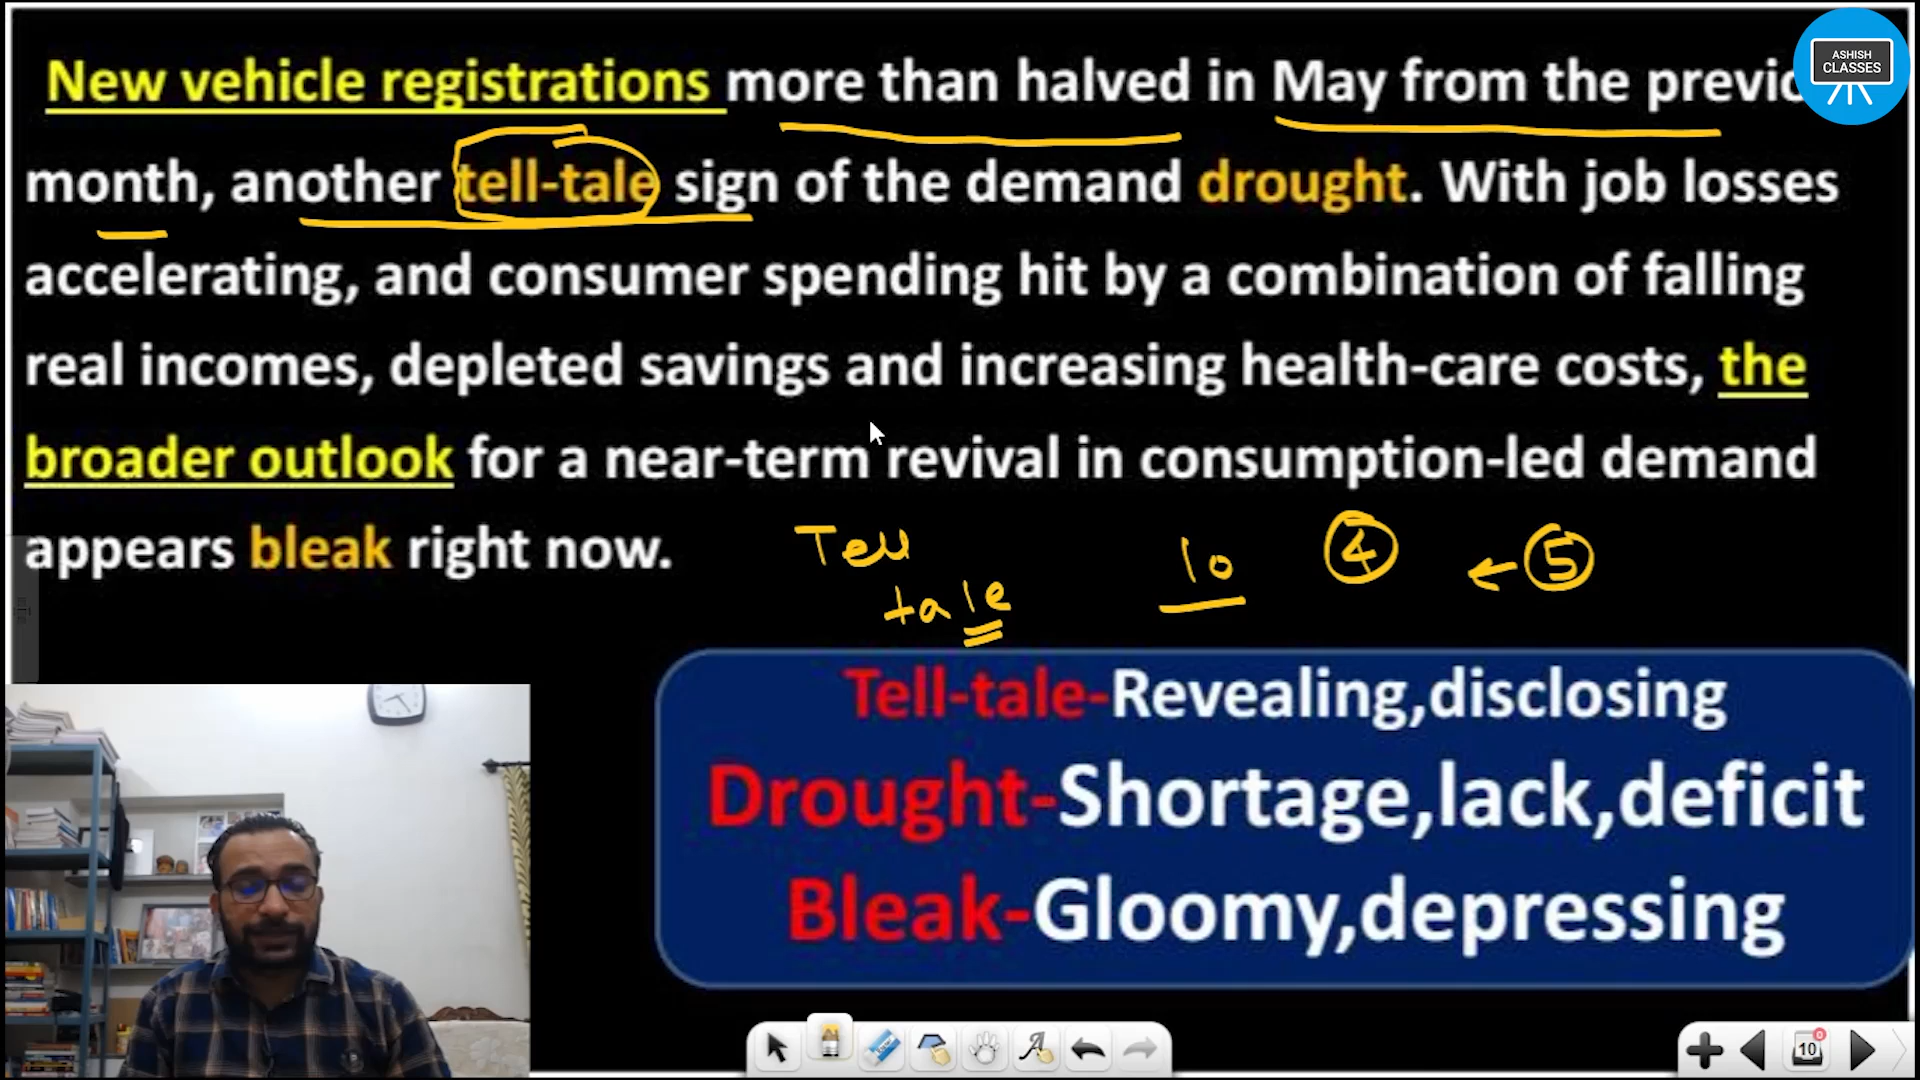 ASHISH
CLASSES
New vehicle registrations more than halved in May from the
month, another tell-tale sign of the demand drought. With job losses
accelerating, and consumer spending hit by a combination of falling
real incomes, depleted savings and increasing health-care costs, the
broader outlook for a near-term revival in consumption-led demand
appears bleak right now.
Tell
tale
10
4
←5
Tell-tale-Revealing,disclosing
Drought-Shortage,lack,deficit
Bleak-Gloomy,depressing
10
0